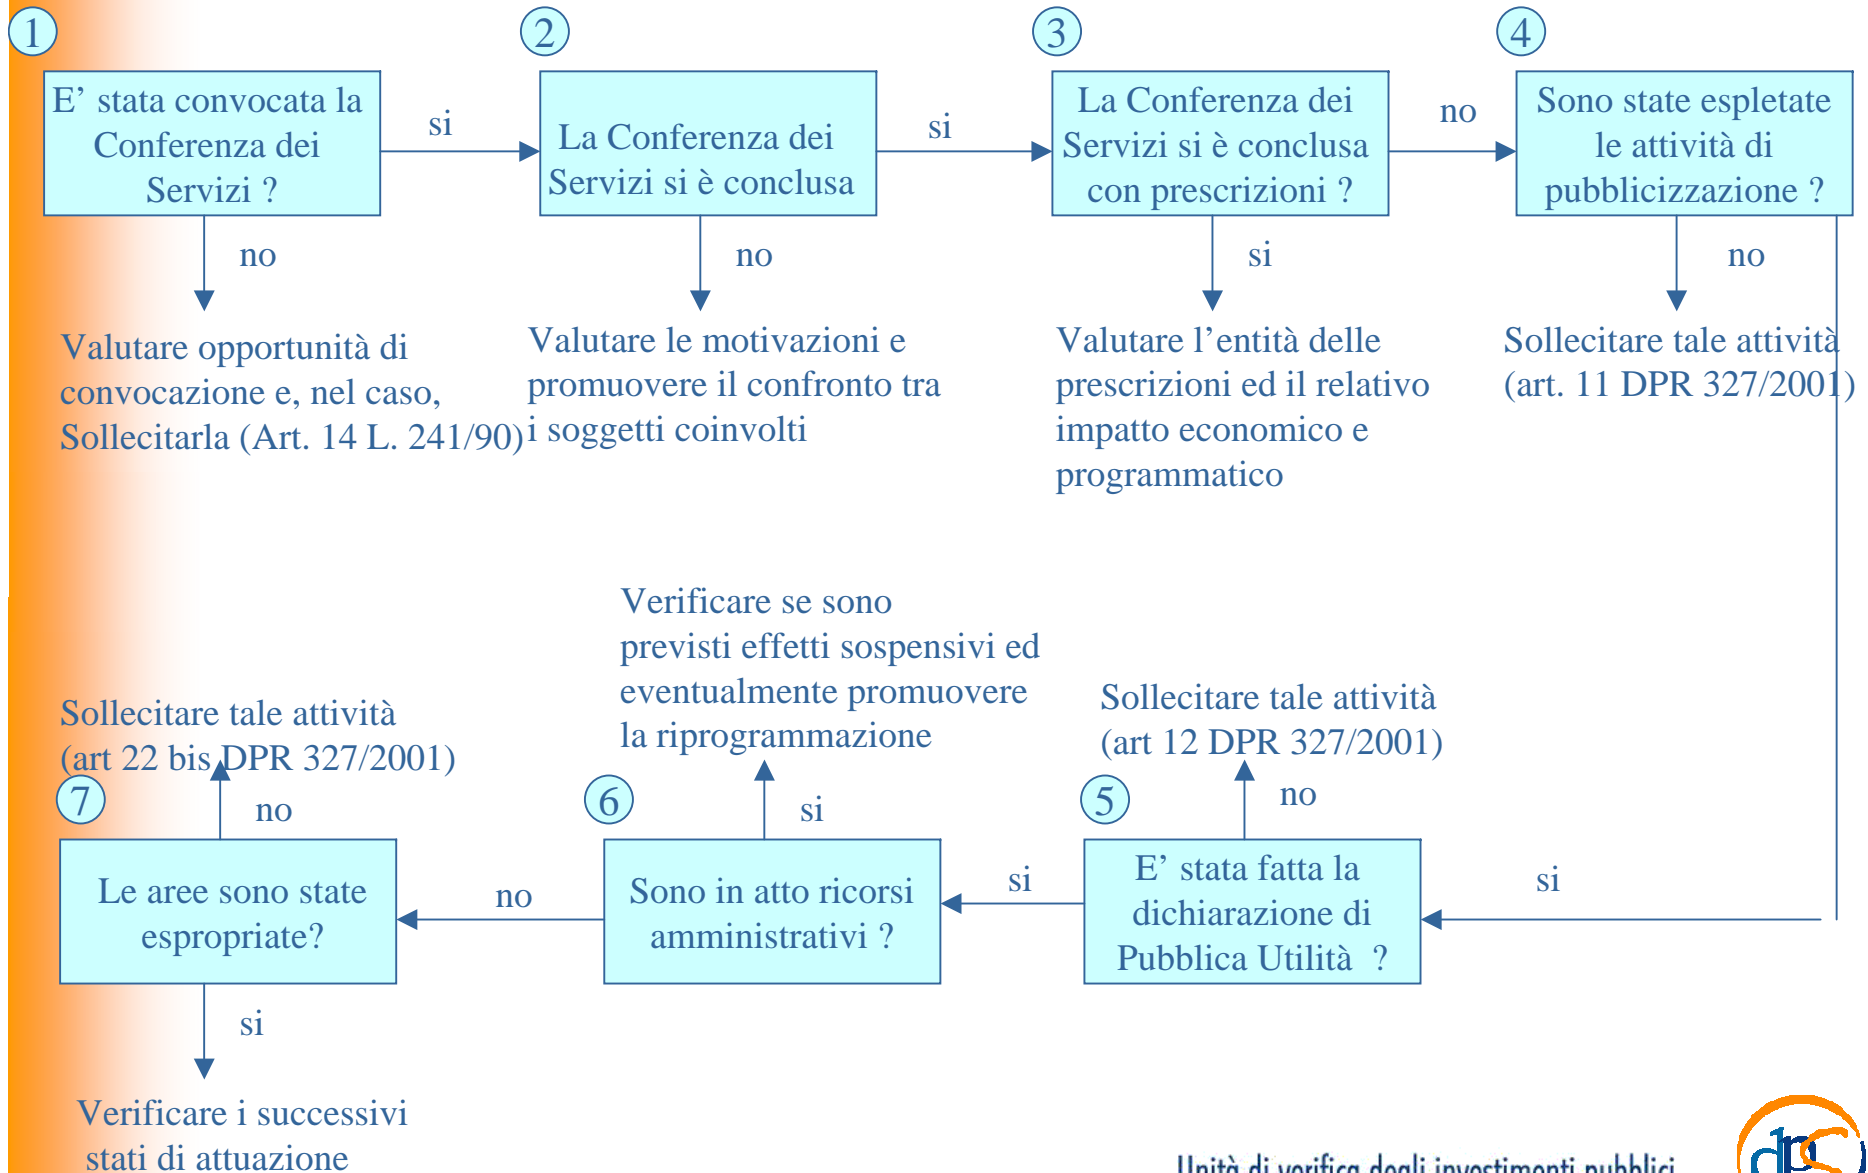 1
E’ stata convocata la
Conferenza dei
Servizi ?
si
no
Valutare opportunità di
convocazione e, nel caso,
Sollecitarla (Art. 14 L. 241/90)
2
La Conferenza dei
Servizi si è conclusa
si
no
Valutare le motivazioni e
promuovere il confronto tra
i soggetti coinvolti
3
La Conferenza dei
Servizi si è conclusa
con prescrizioni ?
no
si
Valutare l’entità delle
prescrizioni ed il relativo
impatto economico e
programmatico
4
Sono state espletate
le attività di
pubblicizzazione ?
no
Sollecitare tale attività
(art. 11 DPR 327/2001)
si
5
E’ stata fatta la
dichiarazione di
Pubblica Utilità ?
no
Sollecitare tale attività
(art 12 DPR 327/2001)
si
6
Sono in atto ricorsi
amministrativi ?
si
Verificare se sono
previsti effetti sospensivi ed
eventualmente promuovere
la riprogrammazione
no
7
Le aree sono state
espropriate?
no
Sollecitare tale attività
(art 22 bis DPR 327/2001)
si
Verificare i successivi
stati di attuazione
Unità di verifica degli investimenti pubblici
dps